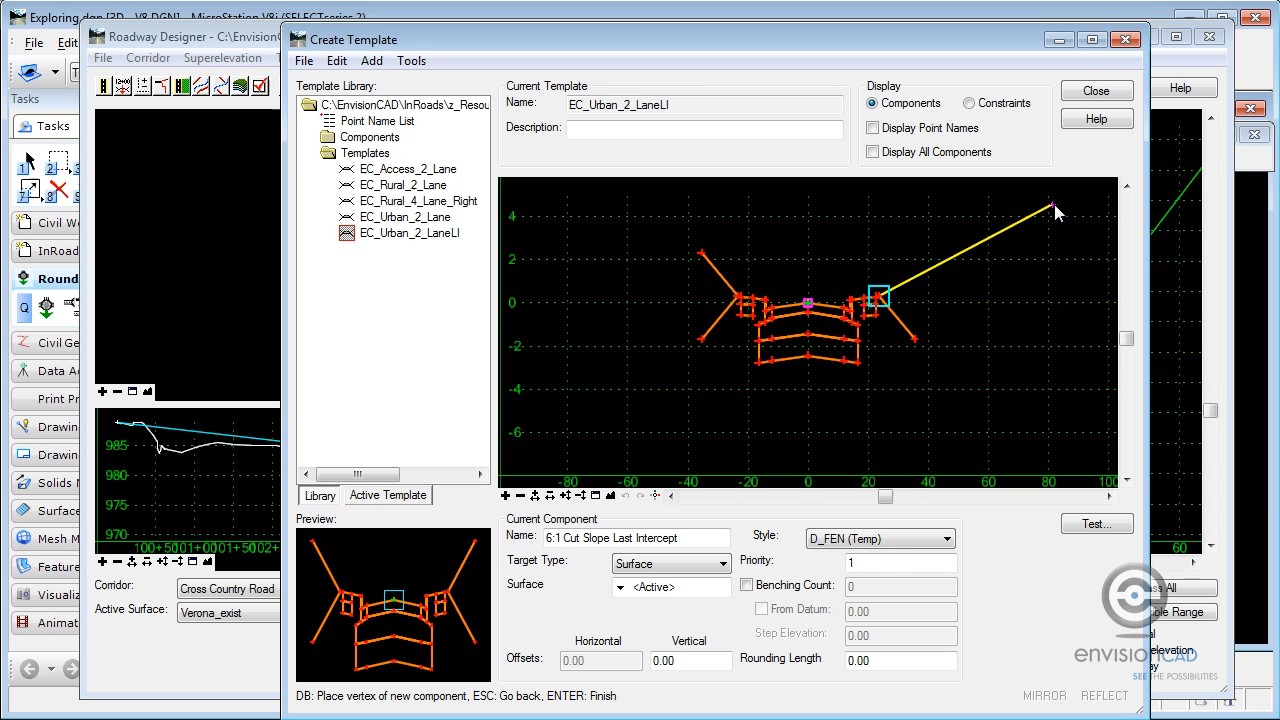 Exploring.dgn [3D - V8 DGN] - MicroStation V8i (SELECTseries 2)
File Edit
Roadway Designer - C:\EnvisionC
File Corridor Superelevation
Tasks
Tasks
1 2
7 8
Civil W
InRoad
Round
Q
Civil Ge
Data Ac
Print Pr
Drawin
Drawin
Solids M
Surface
Mesh M
Feature
Visualiz
Animat
985
980
975
970
Corridor:
Cross Country Road
Active Surface:
Verona_exist
Create Template
File Edit Add Tools
Template Library:
C:\EnvisionCAD\InRoads\z_Resou
Point Name List
Components
Templates
EC_Access_2_Lane
EC_Rural_2_Lane
EC_Rural_4_Lane_Right
EC_Urban_2_Lane
EC_Urban_2_LaneLI
Library Active Template
Preview:
Current Template
Name: EC_Urban_2_LaneLI
Description:
Display
Components Constraints
Display Point Names
Display All Components
Close
Help
Help
4
2
0
-2
-4
-6
-80 -60 -40 -20 0 20 40 60 80 100
Current Component
Name: 6:1 Cut Slope Last Intercept
Style: D_FEN (Temp)
Target Type: Surface
Priority: 1
Surface <Active>
Benching Count: 0
From Datum: 0.00
Step Elevation: 0.00
Horizontal Vertical
Offsets: 0.00 0.00
Rounding Length 0.00
Test...
DB: Place vertex of new component, ESC: Go back, ENTER: Finish
MIRROR REFLECT
60
envisionCAD
SEE THE POSSIBILITIES